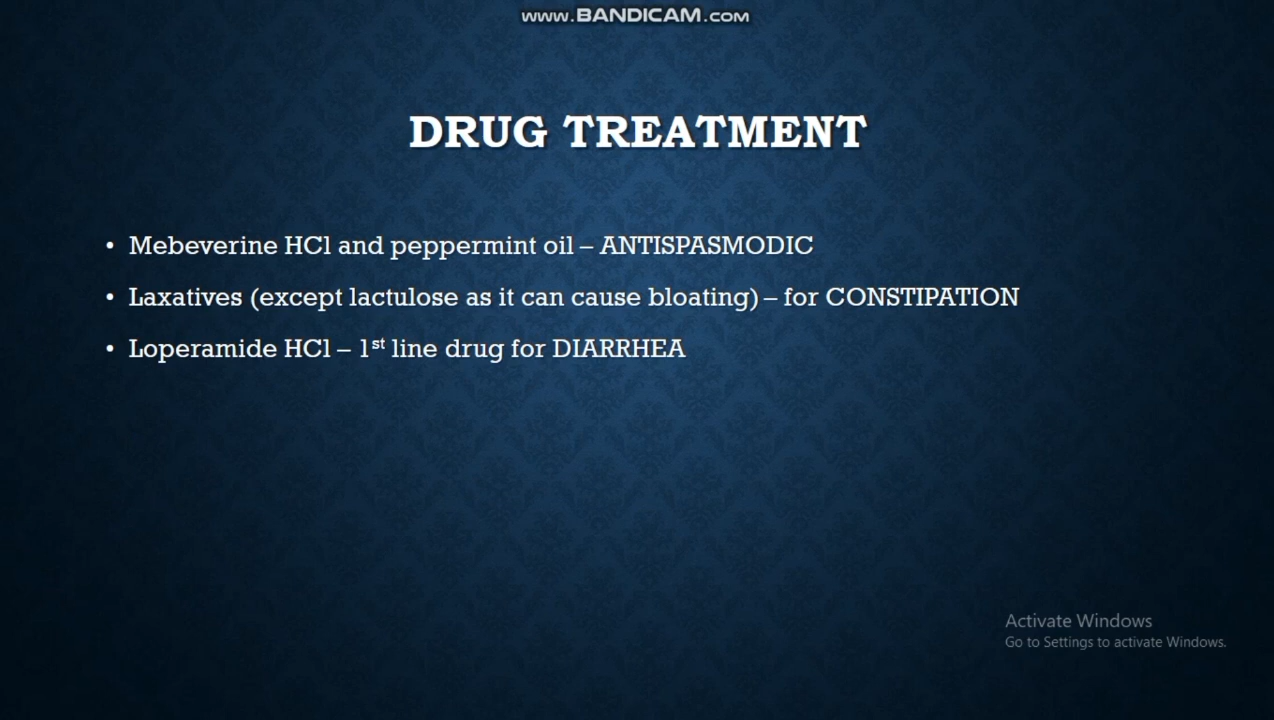 www.BANDICAM.com
DRUG TREATMENT
• Mebeverine HCl and peppermint oil – ANTISPASMODIC
• Laxatives (except lactulose as it can cause bloating) – for CONSTIPATION
• Loperamide HCl – 1st line drug for DIARRHEA
Activate Windows
Go to Settings to activate Windows.